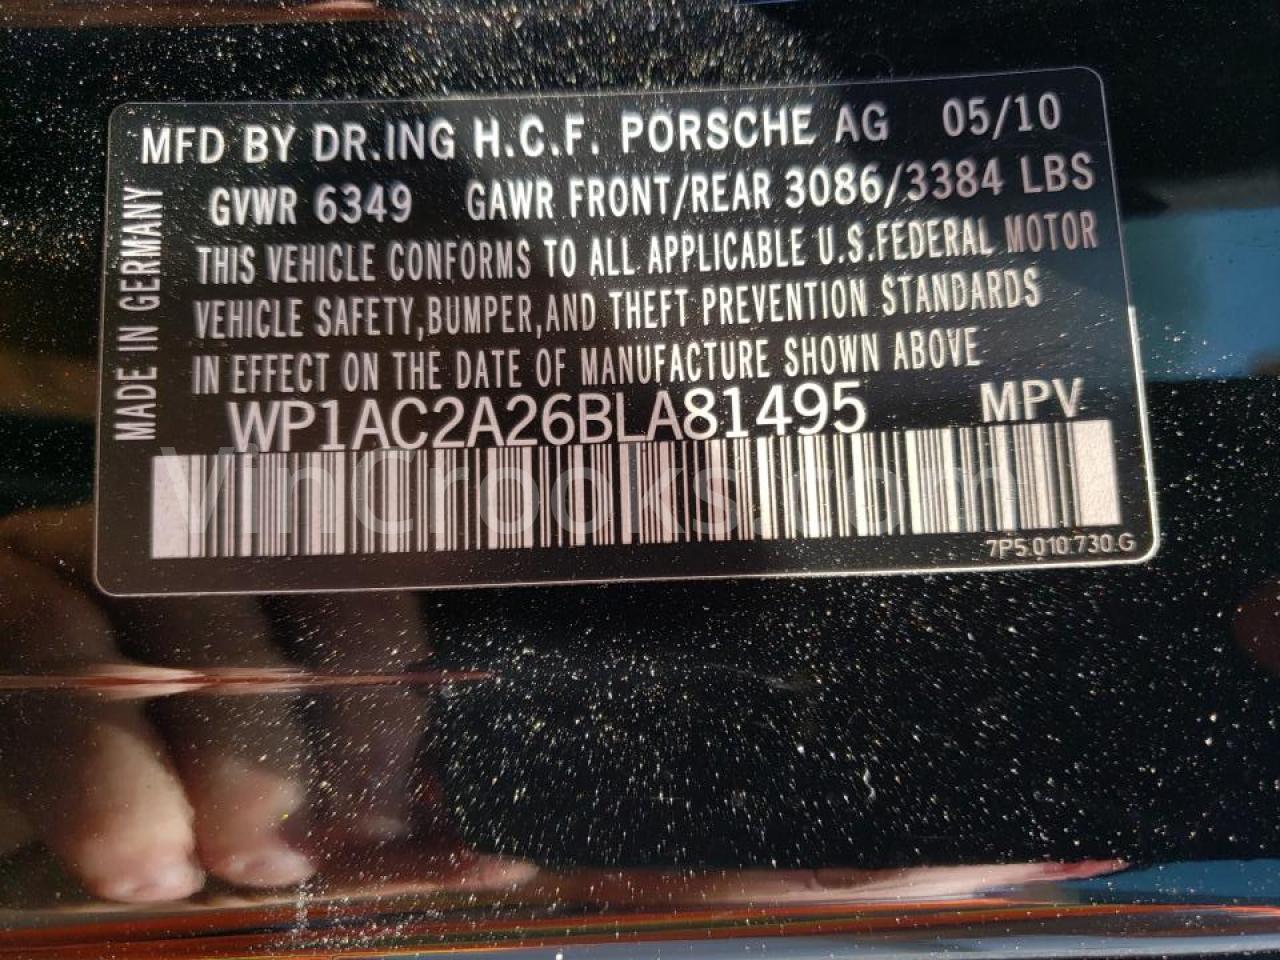 MFD BY DR.ING H.C.F. PORSCHE AG 05/10
GVWR 6349 GAWR FRONT/REAR 3086/3384 LBS
THIS VEHICLE CONFORMS TO ALL APPLICABLE U.S.FEDERAL MOTOR
VEHICLE SAFETY,BUMPER,AND THEFT PREVENTION STANDARDS
IN EFFECT ON THE DATE OF MANUFACTURE SHOWN ABOVE
WP1AC2A26BLA81495 MPV
MADE IN GERMANY
VinCrooks.com
7P5.010.730.G